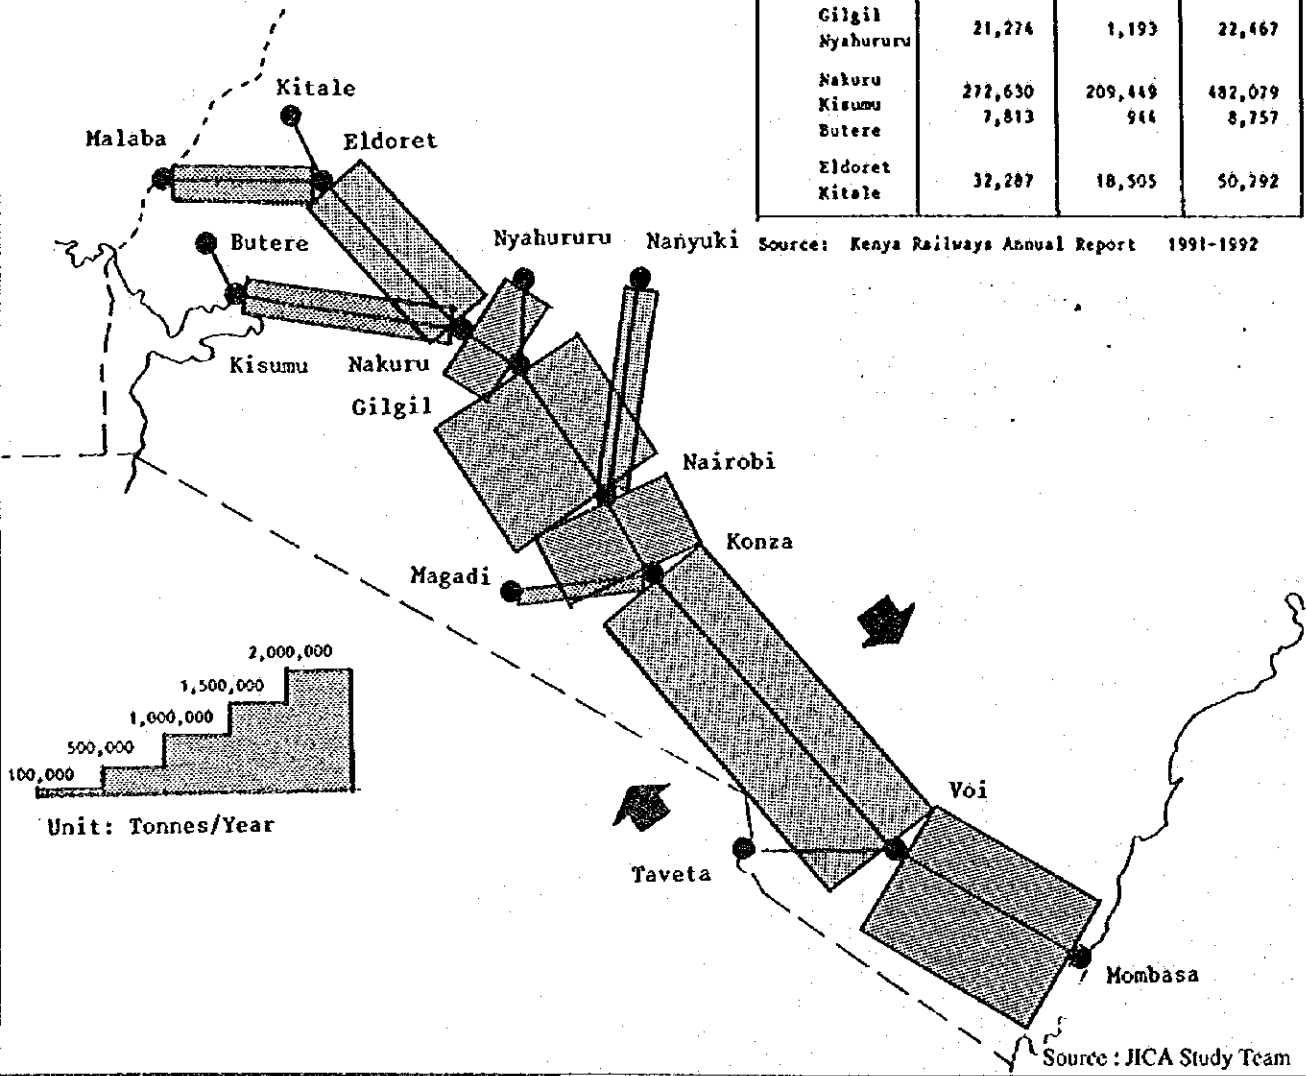 Gilgil
Nyahururu 21,274 1,193 22,467
Nakuru
Kisumu 272,630 209,449 482,079
Butere 7,813 944 8,757
Eldoret
Kitale 32,287 18,505 50,792
Source: Kenya Railways Annual Report 1991-1992
Kitale
Malaba
Eldoret
Butere
Nyahururu
Nanyuki
Kisumu
Nakuru
Gilgil
Nairobi
Konza
Magadi
2,000,000
1,500,000
1,000,000
500,000
100,000
Unit: Tonnes/Year
Voi
Taveta
Mombasa
Source : JICA Study Team